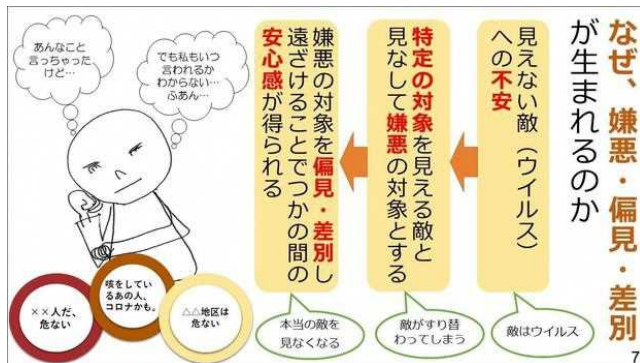 なぜ、嫌悪・偏見・差別
が生まれるのか
見えない敵（ウイルス）
への不安
敵はウイルス
特定の対象を見える敵と
見なして嫌悪の対象とする
敵がすり替
わってしまう
嫌悪の対象を偏見・差別し
遠ざけることでつかの間の
安心感が得られる
本当の敵を
見なくなる
でも私もいつ
言われるか
わからない…
ふあん…
あんなこと
言っちゃった
けど…
××人だ、
危ない
咳をしてい
るあの人、
コロナかも。
△△地区は
危ない
7